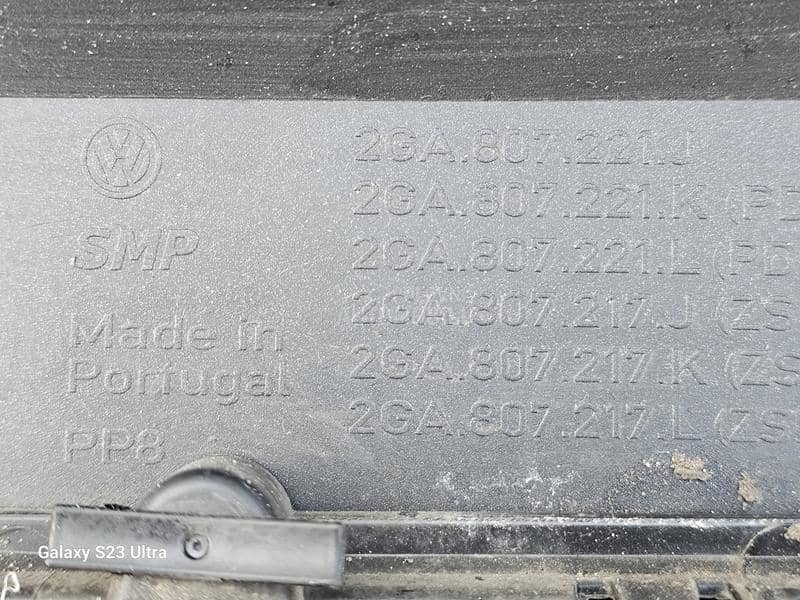 VW
SMP
Made in
Portugal
PP8
2GA.807.221.J
2GA.807.221.K (PD
2GA.807.221.L (PD
2GA.807.217.J (ZS
2GA.807.217.K (ZS
2GA.807.217.L (ZS
Galaxy S23 Ultra